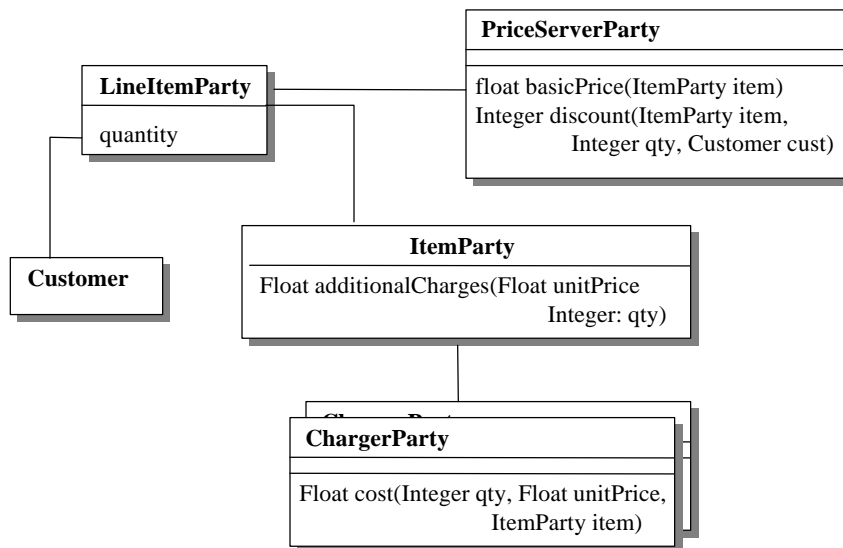 PriceServerParty
float basicPrice(ItemParty item)
Integer discount(ItemParty item,
Integer qty, Customer cust)
LineItemParty
quantity
Customer
ItemParty
Float additionalCharges(Float unitPrice
Integer: qty)
ChargerParty
Float cost(Integer qty, Float unitPrice,
ItemParty item)